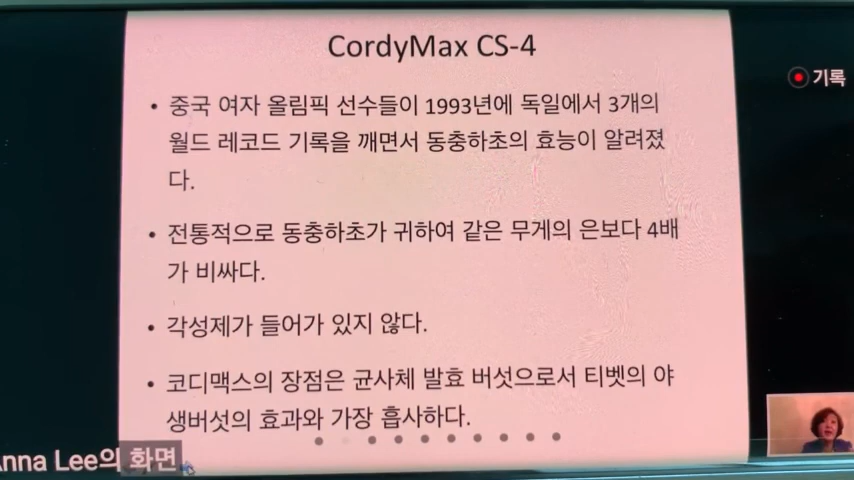 CordyMax CS-4
기록
• 중국 여자 올림픽 선수들이 1993년에 독일에서 3개의
월드 레코드 기록을 깨면서 동충하초의 효능이 알려졌
다.
• 전통적으로 동충하초가 귀하여 같은 무게의 은보다 4배
가 비싸다.
• 각성제가 들어가 있지 않다.
• 코디맥스의 장점은 균사체 발효 버섯으로서 티벳의 야
생버섯의 효과와 가장 흡사하다.
Anna Lee의 화면